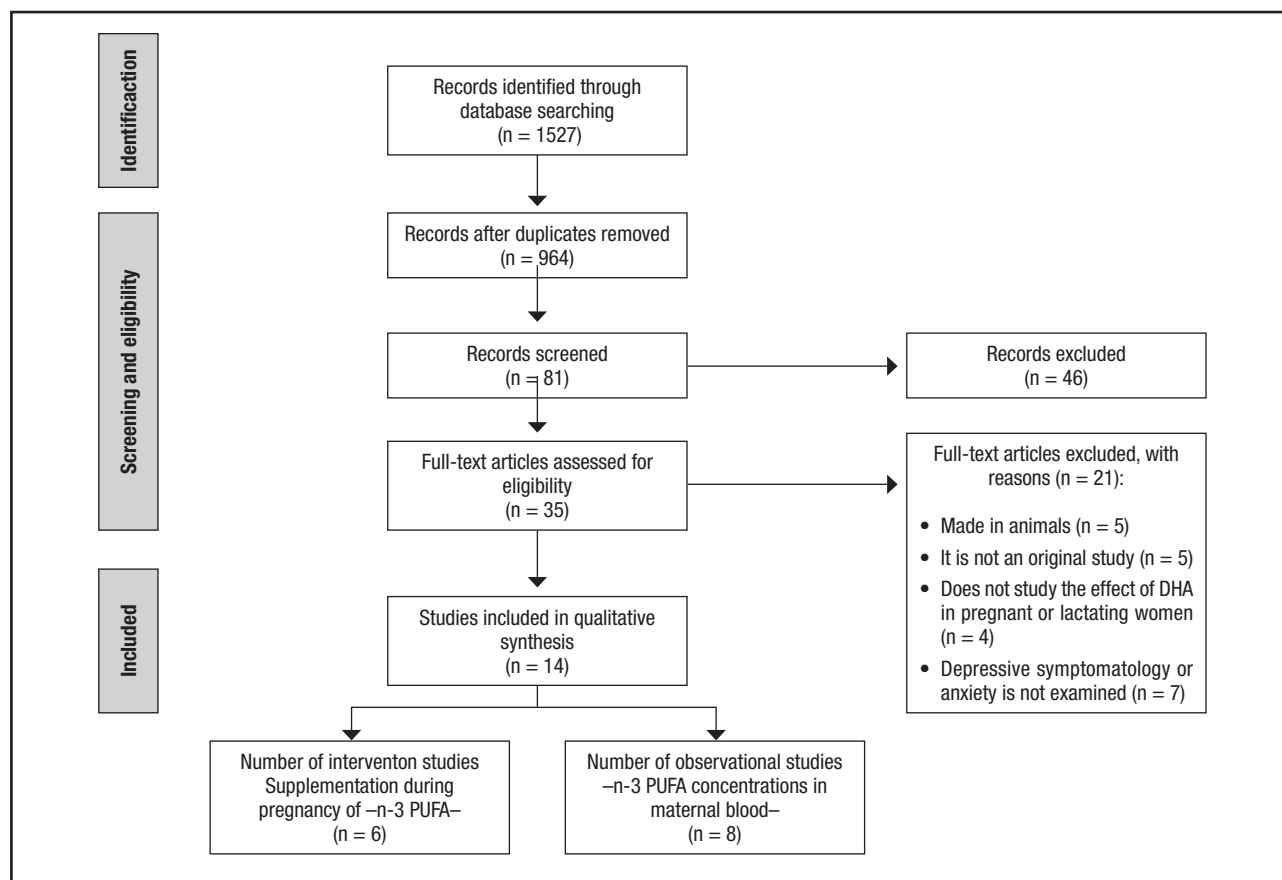 Identificaction
Records identified through
database searching
(n = 1527)
Screening and eligibility
Records after duplicates removed
(n = 964)
Records screened
(n = 81)
Records excluded
(n = 46)
Full-text articles assessed for
eligibility
(n = 35)
Full-text articles excluded, with
reasons (n = 21):
• Made in animals (n = 5)
• It is not an original study (n = 5)
• Does not study the effect of DHA
in pregnant or lactating women
(n = 4)
• Depressive symptomatology or
anxiety is not examined (n = 7)
Included
Studies included in qualitative
synthesis
(n = 14)
Number of interventon studies
Supplementation during
pregnancy of –n-3 PUFA–
(n = 6)
Number of observational studies
–n-3 PUFA concentrations in
maternal blood–
(n = 8)